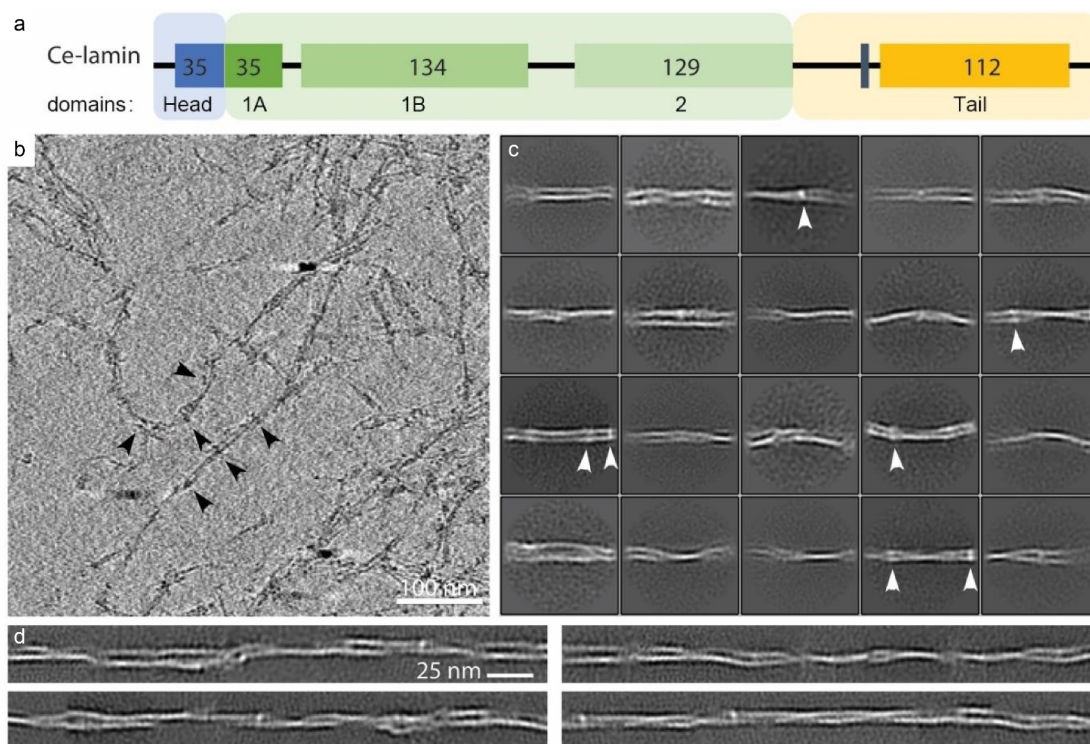 a
Ce-lamin 35 35 134 129 112
domains: Head 1A 1B 2 Tail
b
c
100 nm
d
25 nm